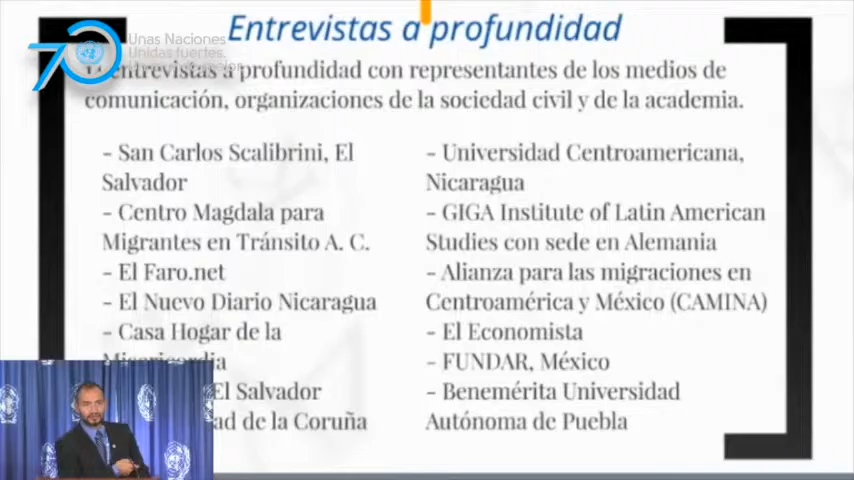 Entrevistas a profundidad
70
Unas Naciones
Unidas fuertes.
entrevistas a profundidad con representantes de los medios de
comunicación, organizaciones de la sociedad civil y de la academia.
- San Carlos Scalibrini, El
Salvador
- Centro Magdala para
Migrantes en Tránsito A. C.
- El Faro.net
- El Nuevo Diario Nicaragua
- Casa Hogar de la
El Salvador
de la Coruña
- Universidad Centroamericana,
Nicaragua
- GIGA Institute of Latin American
Studies con sede en Alemania
- Alianza para las migraciones en
Centroamérica y México (CAMINA)
- El Economista
- FUNDAR, México
- Benemérita Universidad
Autónoma de Puebla